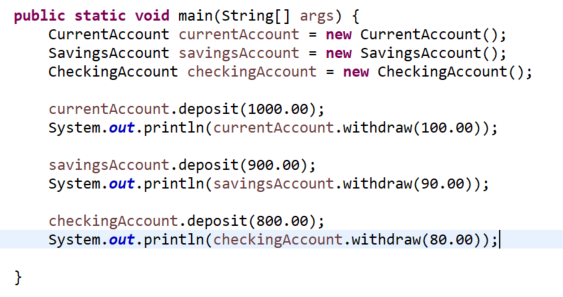 public static void main(String[] args) {
CurrentAccount currentAccount = new CurrentAccount();
SavingsAccount savingsAccount = new SavingsAccount();
CheckingAccount checkingAccount = new CheckingAccount();
currentAccount.deposit(1000.00);
System.out.println(currentAccount.withdraw(100.00));
savingsAccount.deposit(900.00);
System.out.println(savingsAccount.withdraw(90.00));
checkingAccount.deposit(800.00);
System.out.println(checkingAccount.withdraw(80.00));
}